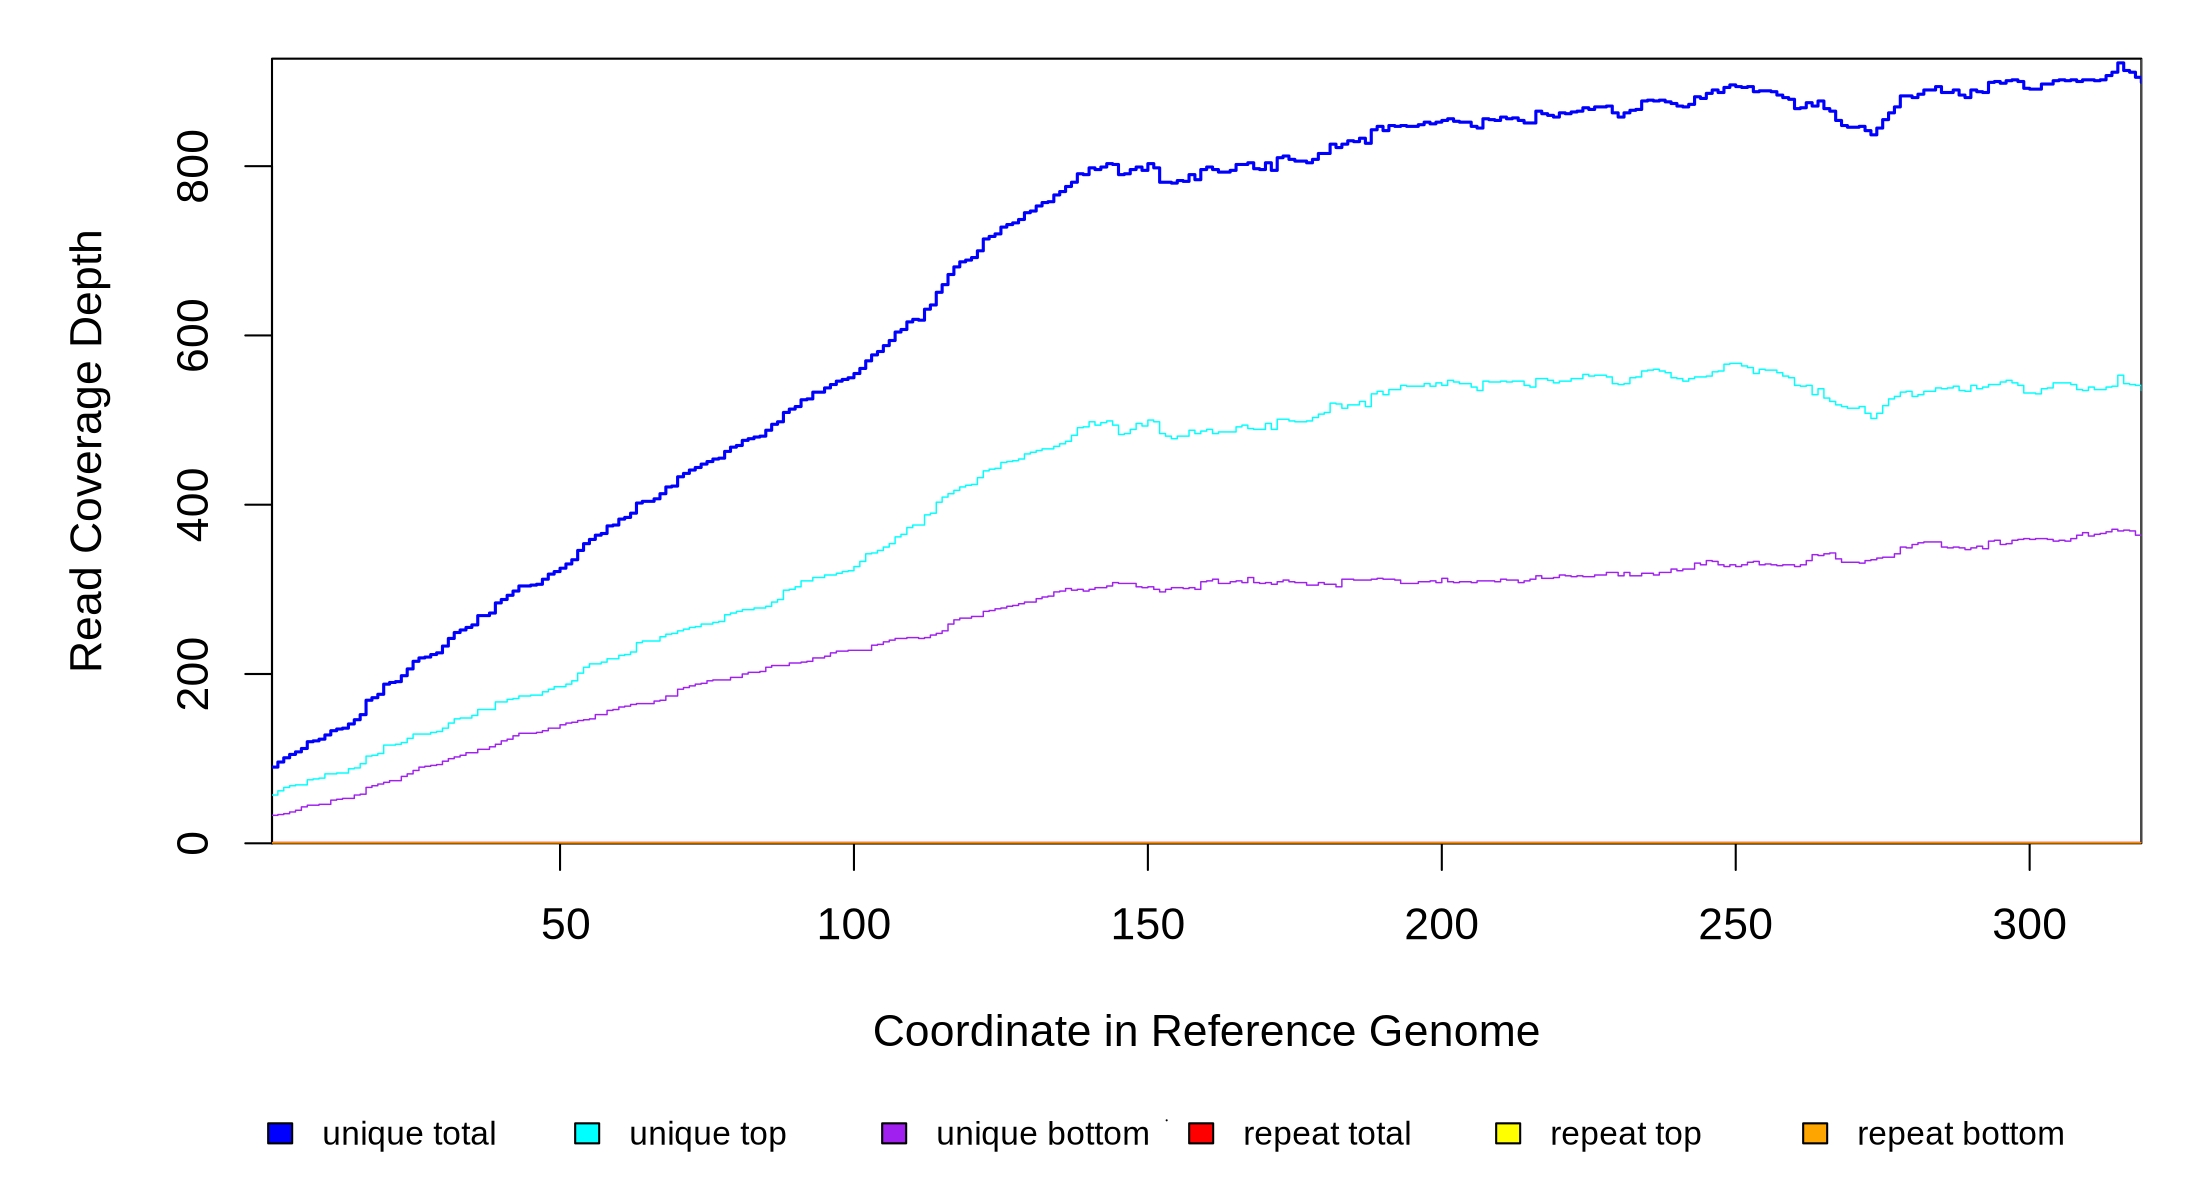 Read Coverage Depth
800
600
400
200
0
50 100 150 200 250 300
Coordinate in Reference Genome
unique total unique top unique bottom repeat total repeat top repeat bottom